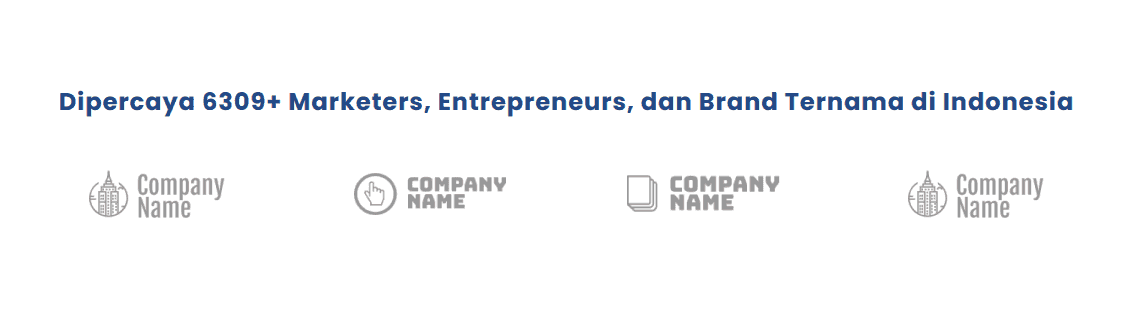 Dipercaya 6309+ Marketers, Entrepreneurs, dan Brand Ternama di Indonesia
Company
Name
COMPANY
NAME
COMPANY
NAME
Company
Name